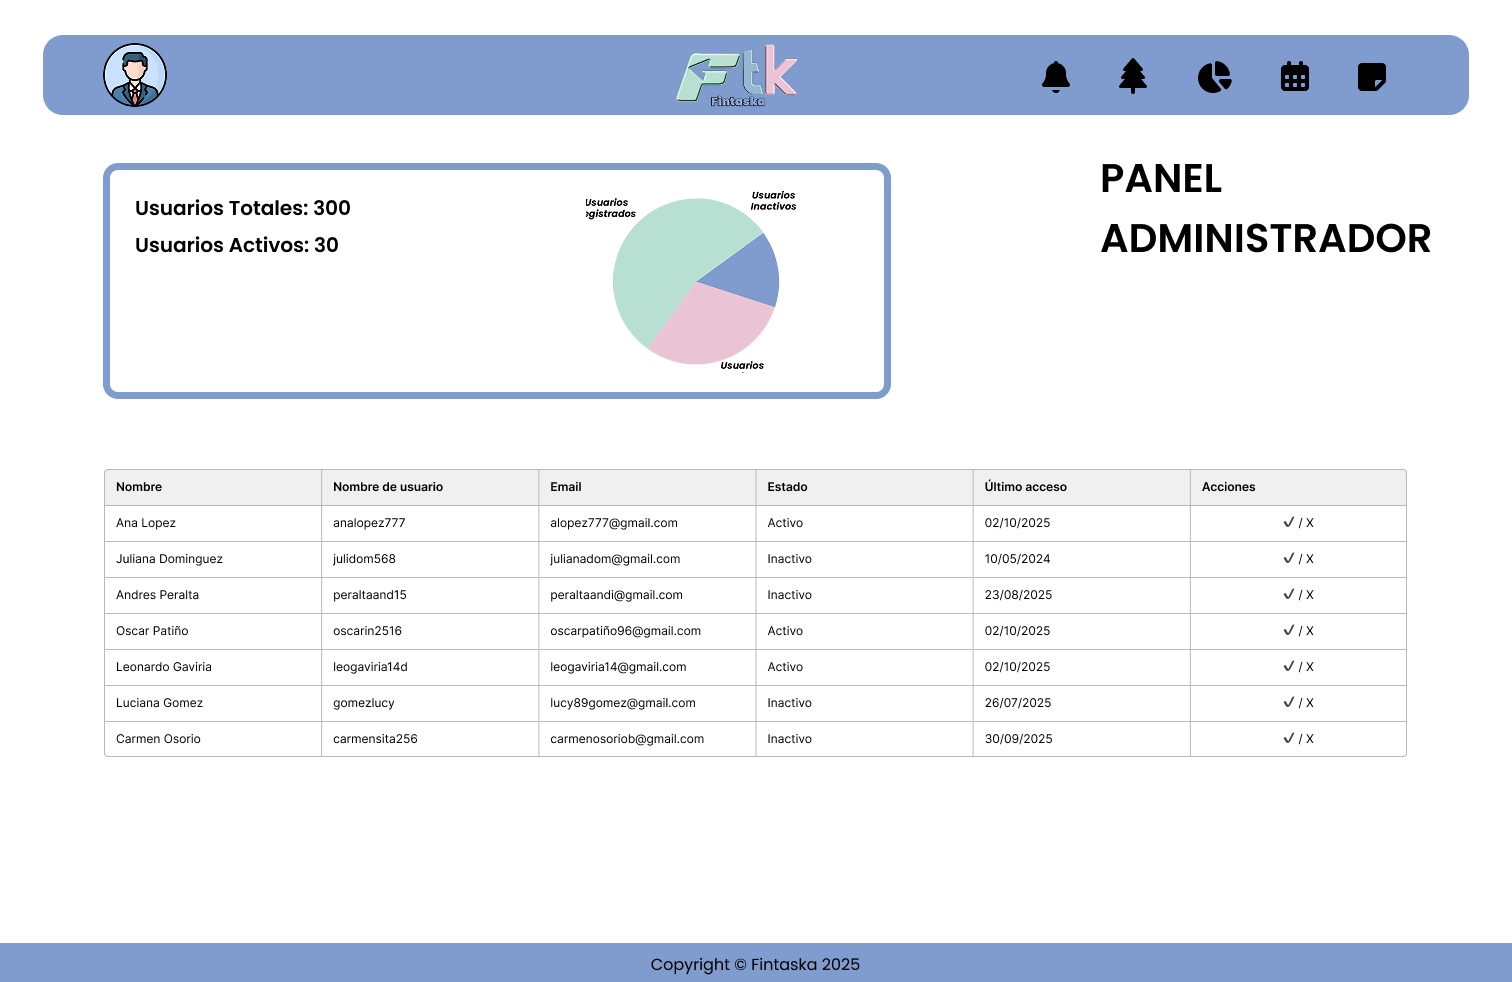 Ftk
Fintaska
PANEL
ADMINISTRADOR
Usuarios Totales: 300
Usuarios Activos: 30
Usuarios
egistrados
Usuarios
Inactivos
Usuarios
Nombre Nombre de usuario Email Estado Último acceso Acciones
Ana Lopez analopez777 alopez777@gmail.com Activo 02/10/2025 ✓ / X
Juliana Dominguez julidom568 julianadom@gmail.com Inactivo 10/05/2024 ✓ / X
Andres Peralta peraltaand15 peraltaandi@gmail.com Inactivo 23/08/2025 ✓ / X
Oscar Patiño oscarin2516 oscarpatiño96@gmail.com Activo 02/10/2025 ✓ / X
Leonardo Gaviria leogaviria14d leogaviria14@gmail.com Activo 02/10/2025 ✓ / X
Luciana Gomez gomezlucy lucy89gomez@gmail.com Inactivo 26/07/2025 ✓ / X
Carmen Osorio carmensita256 carmenosoriob@gmail.com Inactivo 30/09/2025 ✓ / X
Copyright © Fintaska 2025